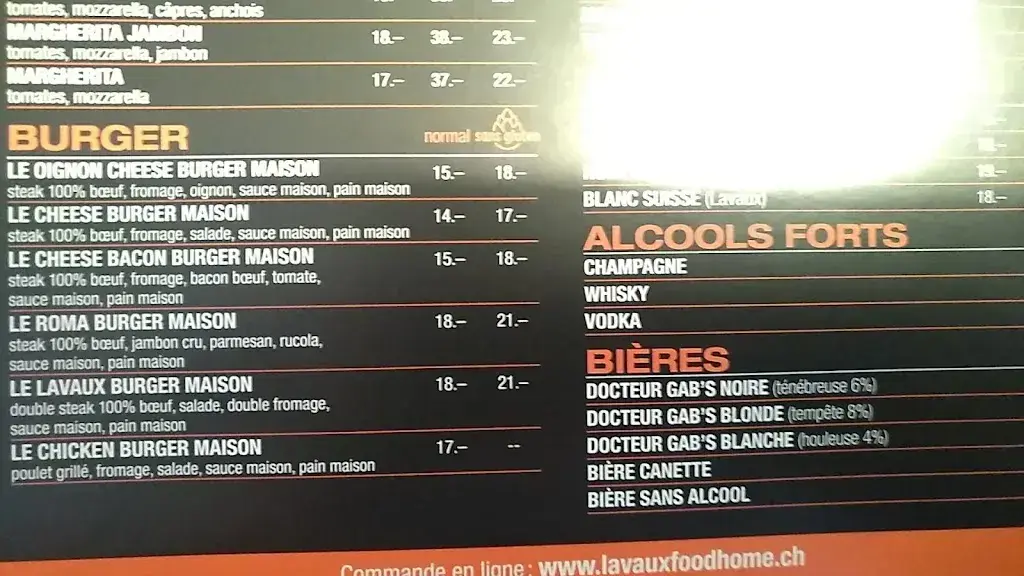 tomates, mozzarella, câpres, anchois
MARGHERITA JAMBON 18.– 38.– 23.–
tomates, mozzarella, jambon
MARGHERITA 17.– 37.– 22.–
tomates, mozzarella
BURGER normal sans gluten
LE OIGNON CHEESE BURGER MAISON 15.– 18.–
steak 100% bœuf, fromage, oignon, sauce maison, pain maison
LE CHEESE BURGER MAISON 14.– 17.–
steak 100% bœuf, fromage, salade, sauce maison, pain maison
LE CHEESE BACON BURGER MAISON 15.– 18.–
steak 100% bœuf, fromage, bacon bœuf, tomate,
sauce maison, pain maison
LE ROMA BURGER MAISON 18.– 21.–
steak 100% bœuf, jambon cru, parmesan, rucola,
sauce maison, pain maison
LE LAVAUX BURGER MAISON 18.– 21.–
double steak 100% bœuf, salade, double fromage,
sauce maison, pain maison
LE CHICKEN BURGER MAISON 17.– --
poulet grillé, fromage, salade, sauce maison, pain maison
BLANC SUISSE (Lavaux) 18.–
ALCOOLS FORTS
CHAMPAGNE
WHISKY
VODKA
BIÈRES
DOCTEUR GAB'S NOIRE (ténébreuse 6%)
DOCTEUR GAB'S BLONDE (tempête 8%)
DOCTEUR GAB'S BLANCHE (houleuse 4%)
BIÈRE CANETTE
BIÈRE SANS ALCOOL
Commande en ligne: www.lavauxfoodhome.ch